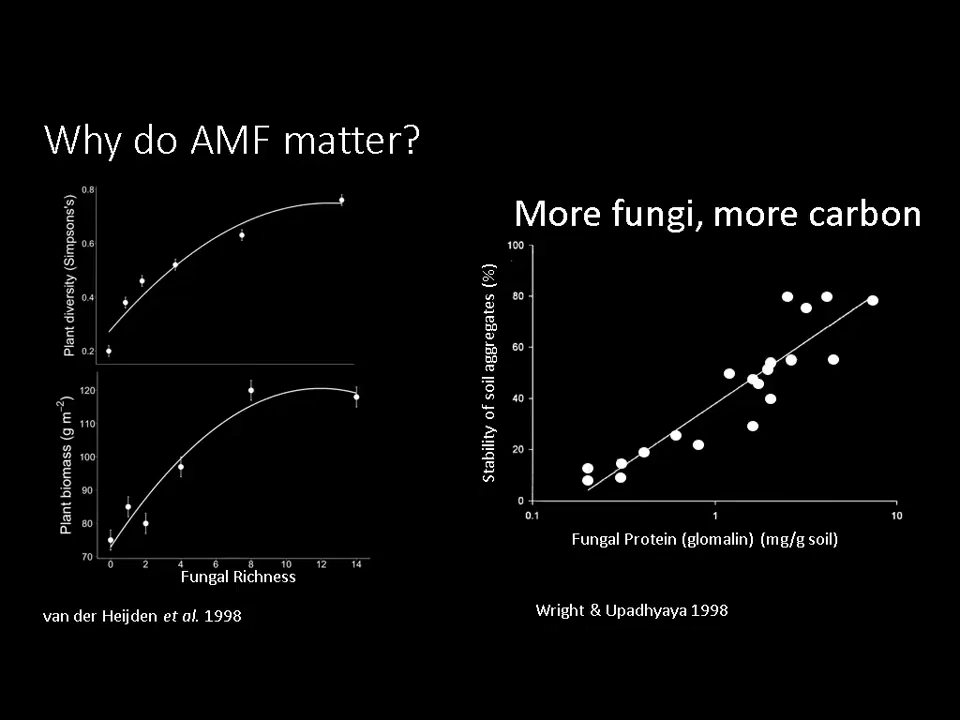 Why do AMF matter?
0.8
0.6
0.4
0.2
Plant diversity (Simpsons's)
120
110
100
90
80
70
Plant biomass (g m⁻²)
0 2 4 6 8 10 12 14
Fungal Richness
van der Heijden et al. 1998
More fungi, more carbon
100
80
60
40
20
0
Stability of soil aggregates (%)
0.1 1 10
Fungal Protein (glomalin) (mg/g soil)
Wright & Upadhyaya 1998